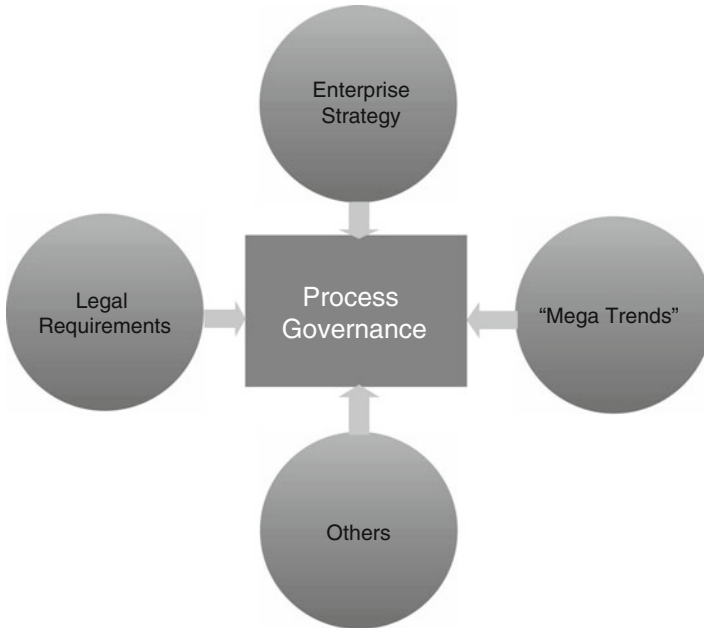 Enterprise
Strategy
Legal
Requirements
Process
Governance
“Mega Trends”
Others